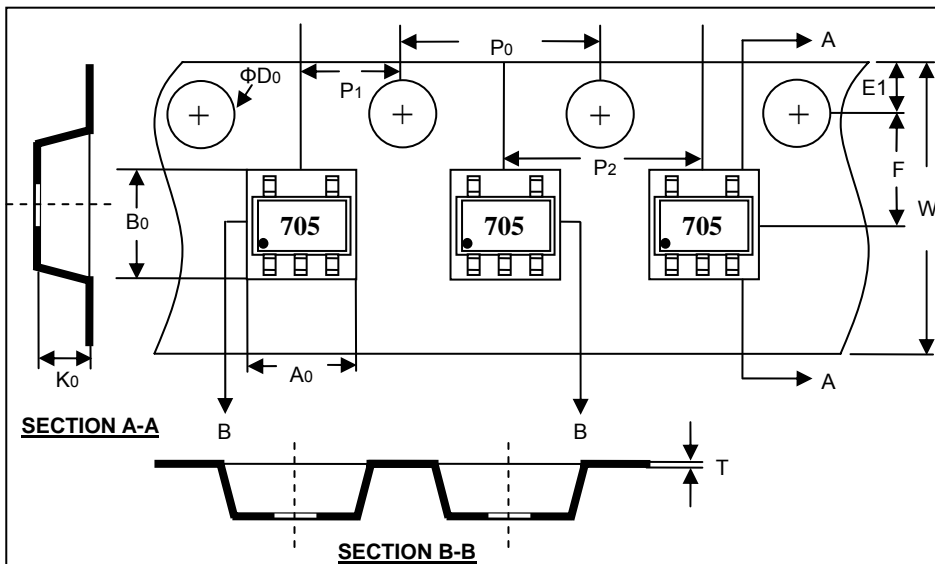 P0
A
ΦD0
P1
E1
P2
F
W
B0
705
705
705
K0
A0
A
SECTION A-A
B
B
T
SECTION B-B